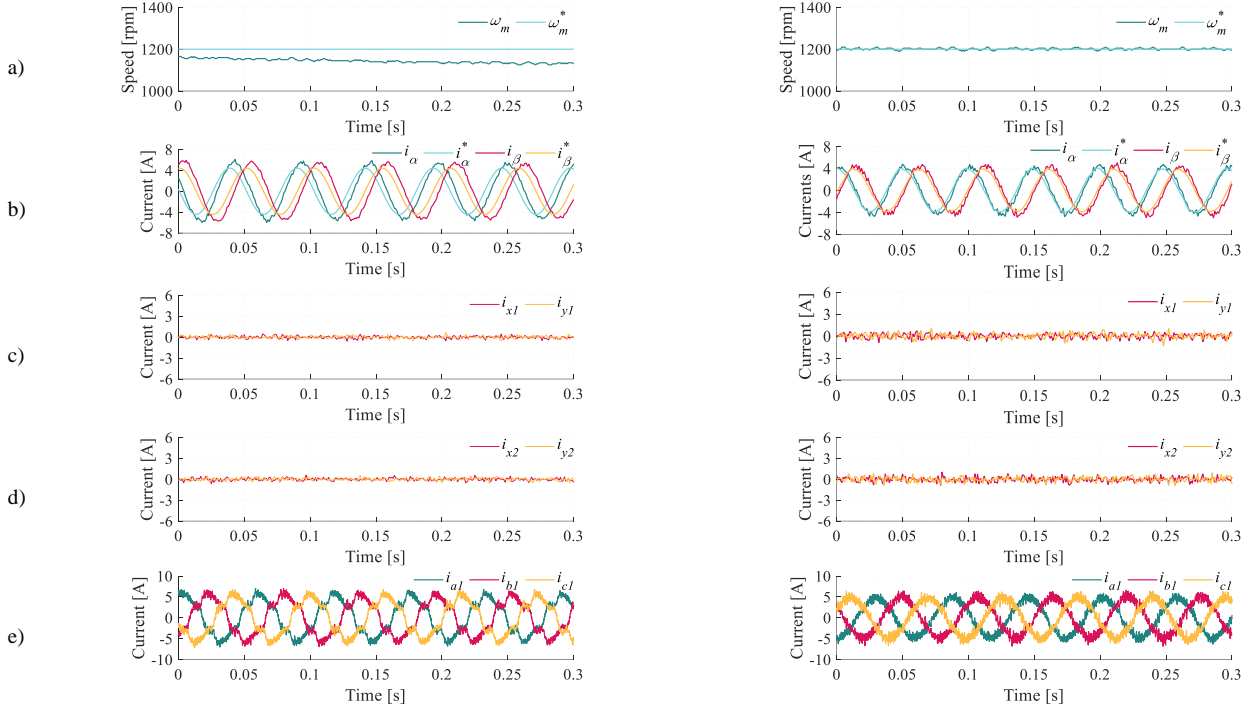 a)
ω_m ω_m^*
Speed [rpm]
1400
1200
1000
0 0.05 0.1 0.15 0.2 0.25 0.3
Time [s]
ω_m ω_m^*
Speed [rpm]
1400
1200
1000
0 0.05 0.1 0.15 0.2 0.25 0.3
Time [s]
b)
i_α i_α^* i_β i_β^*
Current [A]
8
4
0
-4
-8
0 0.05 0.1 0.15 0.2 0.25 0.3
Time [s]
i_α i_α^* i_β i_β^*
Currents [A]
8
4
0
-4
-8
0 0.05 0.1 0.15 0.2 0.25 0.3
Time [s]
c)
i_x1 i_y1
Current [A]
6
3
0
-3
-6
0 0.05 0.1 0.15 0.2 0.25 0.3
Time [s]
i_x1 i_y1
Current [A]
6
3
0
-3
-6
0 0.05 0.1 0.15 0.2 0.25 0.3
Time [s]
d)
i_x2 i_y2
Current [A]
6
3
0
-3
-6
0 0.05 0.1 0.15 0.2 0.25 0.3
Time [s]
i_x2 i_y2
Current [A]
6
3
0
-3
-6
0 0.05 0.1 0.15 0.2 0.25 0.3
Time [s]
e)
i_a1 i_b1 i_c1
Current [A]
10
5
0
-5
-10
0 0.05 0.1 0.15 0.2 0.25 0.3
Time [s]
i_a1 i_b1 i_c1
Current [A]
10
5
0
-5
-10
0 0.05 0.1 0.15 0.2 0.25 0.3
Time [s]